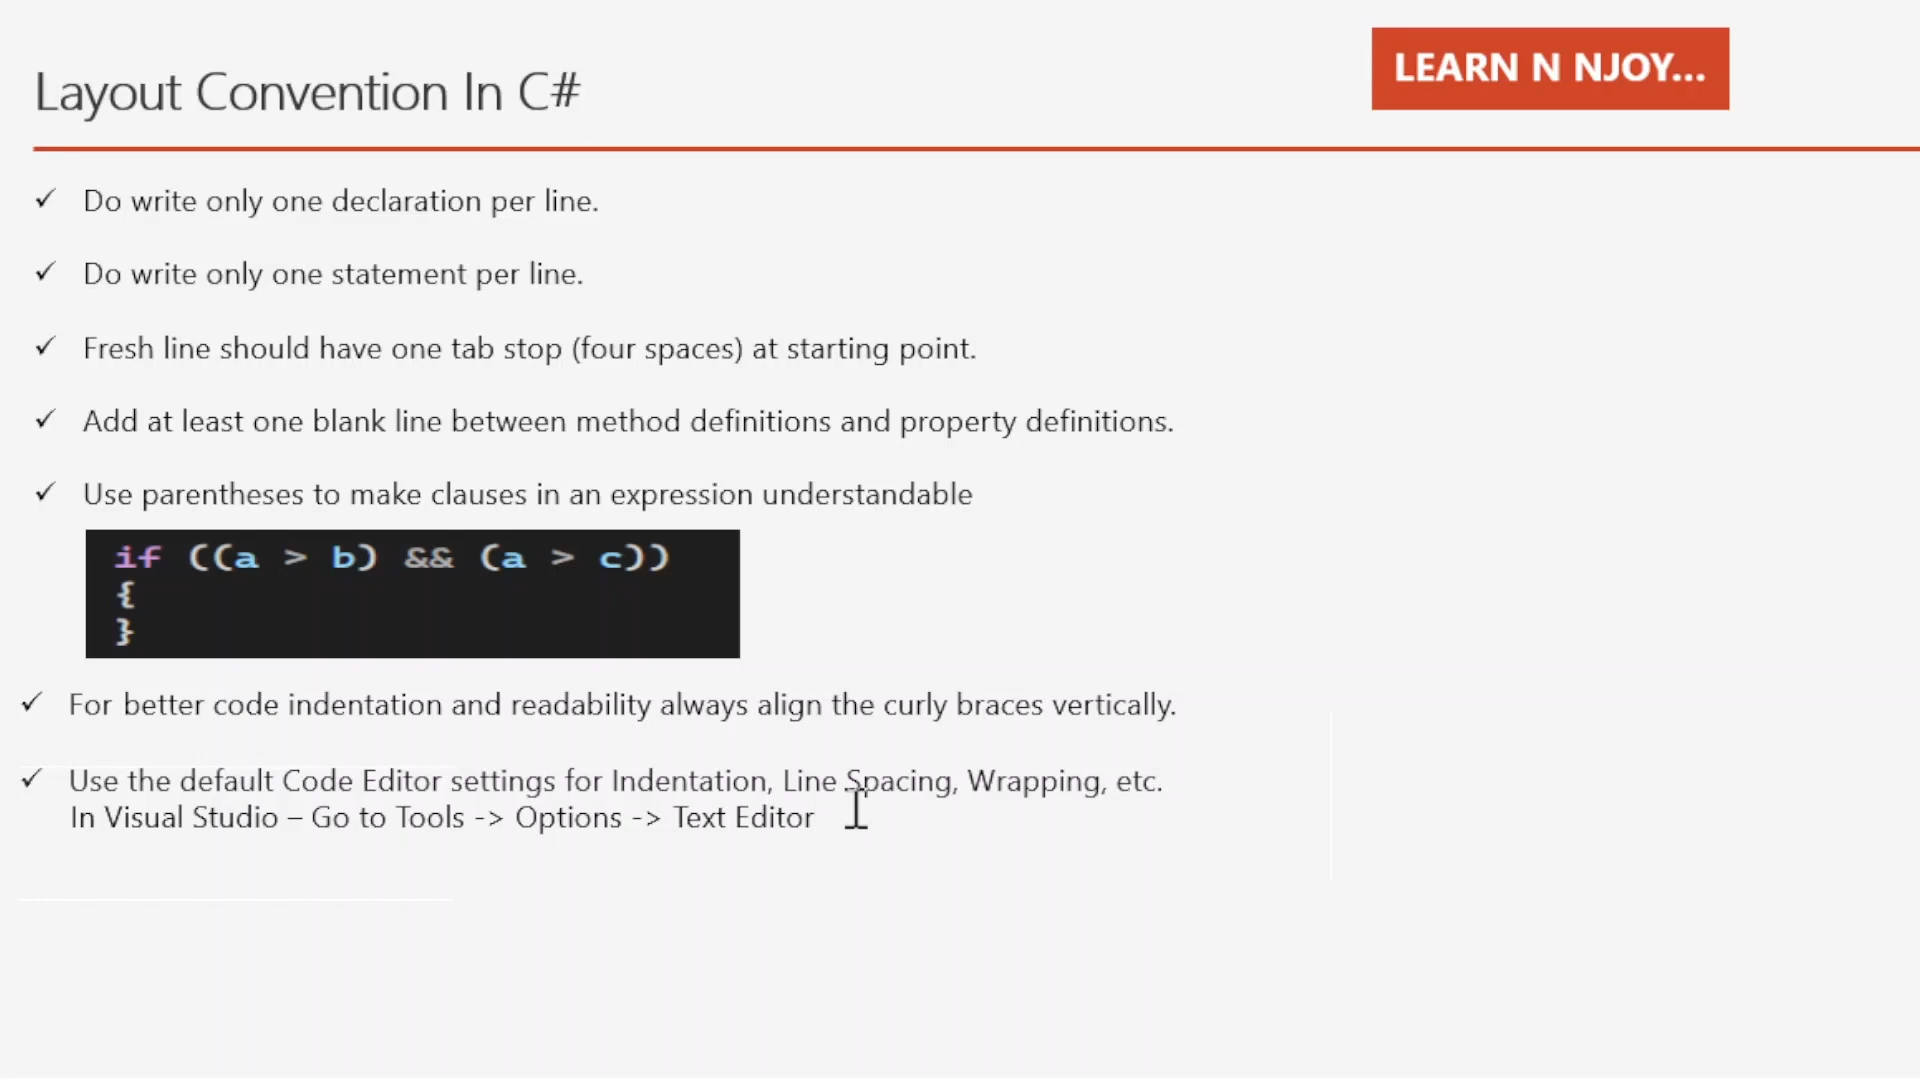 LEARN N NJOY...
Layout Convention In C#
✓ Do write only one declaration per line.
✓ Do write only one statement per line.
✓ Fresh line should have one tab stop (four spaces) at starting point.
✓ Add at least one blank line between method definitions and property definitions.
✓ Use parentheses to make clauses in an expression understandable
if ((a > b) && (a > c))
{
}
✓ For better code indentation and readability always align the curly braces vertically.
✓ Use the default Code Editor settings for Indentation, Line Spacing, Wrapping, etc.
In Visual Studio – Go to Tools -> Options -> Text Editor